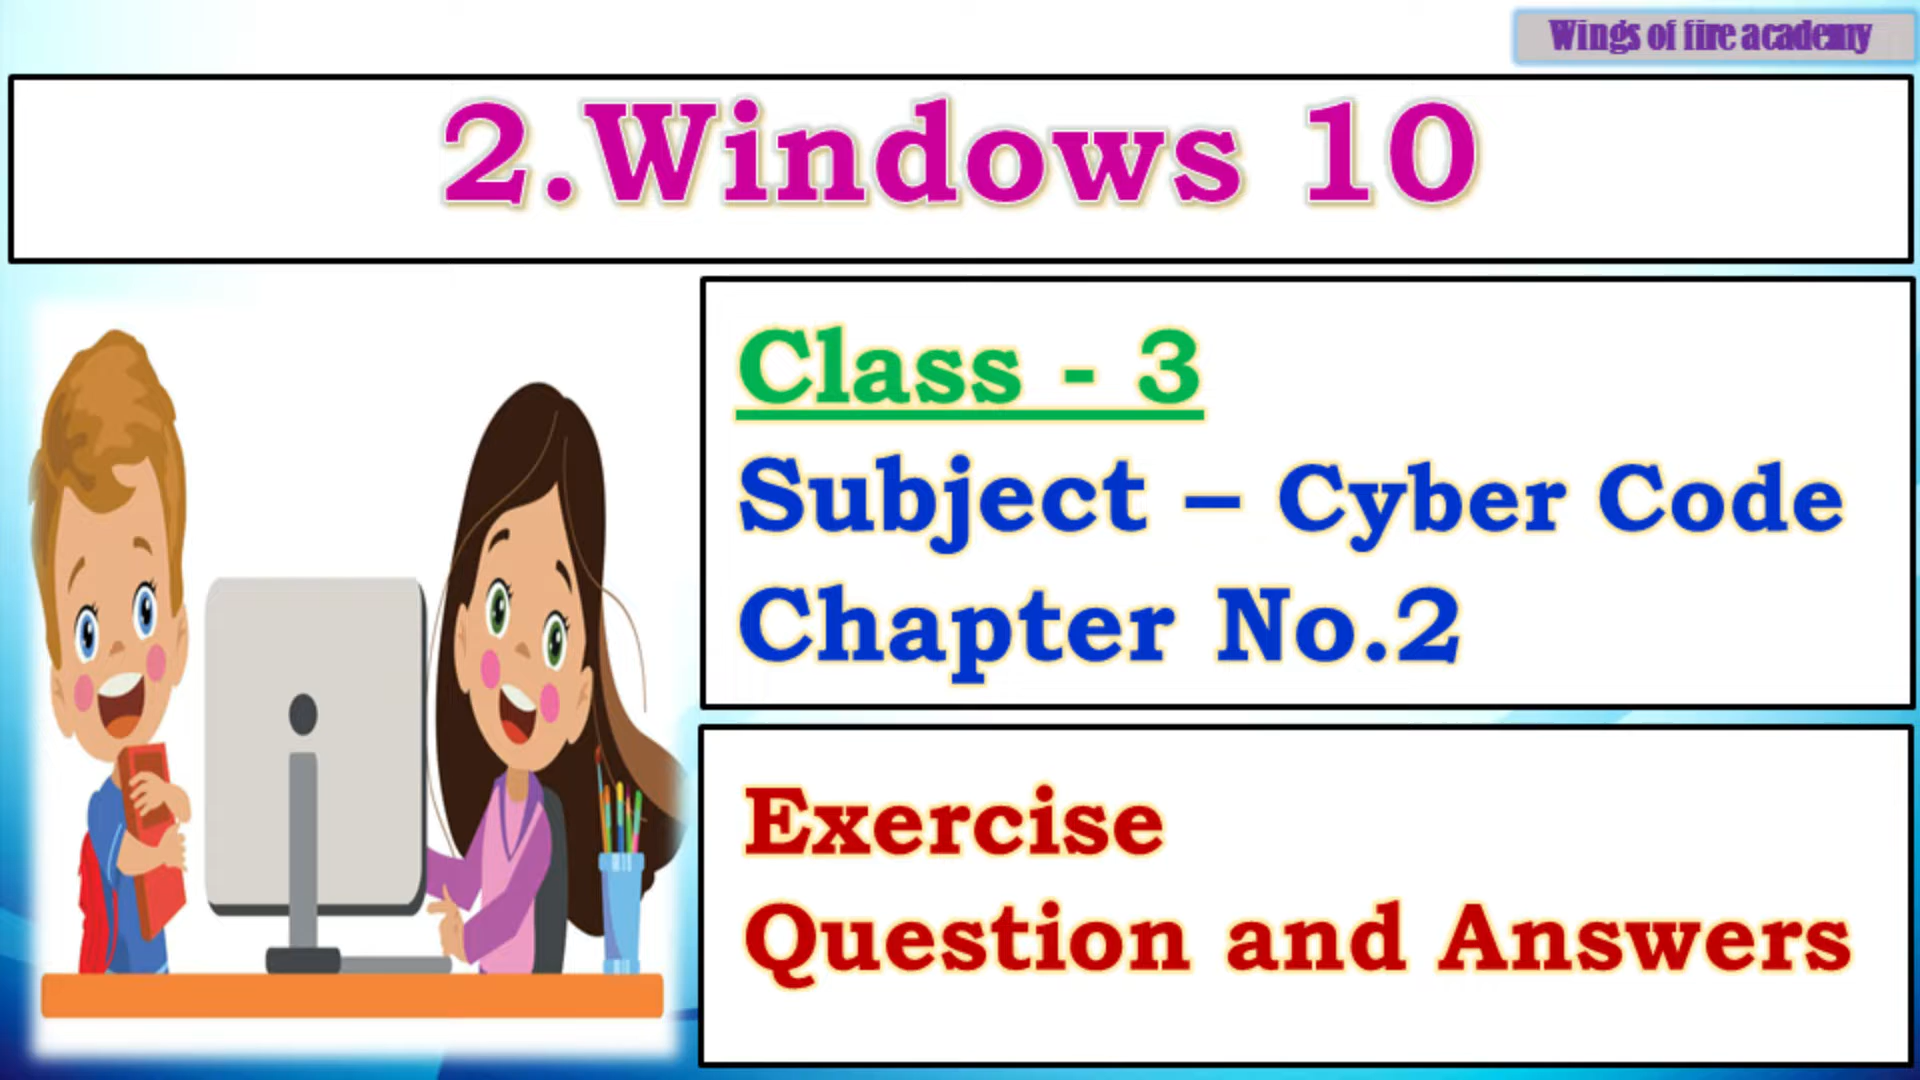 Wings of fire academy
2.Windows 10
Class - 3
Subject – Cyber Code
Chapter No.2
Exercise
Question and Answers